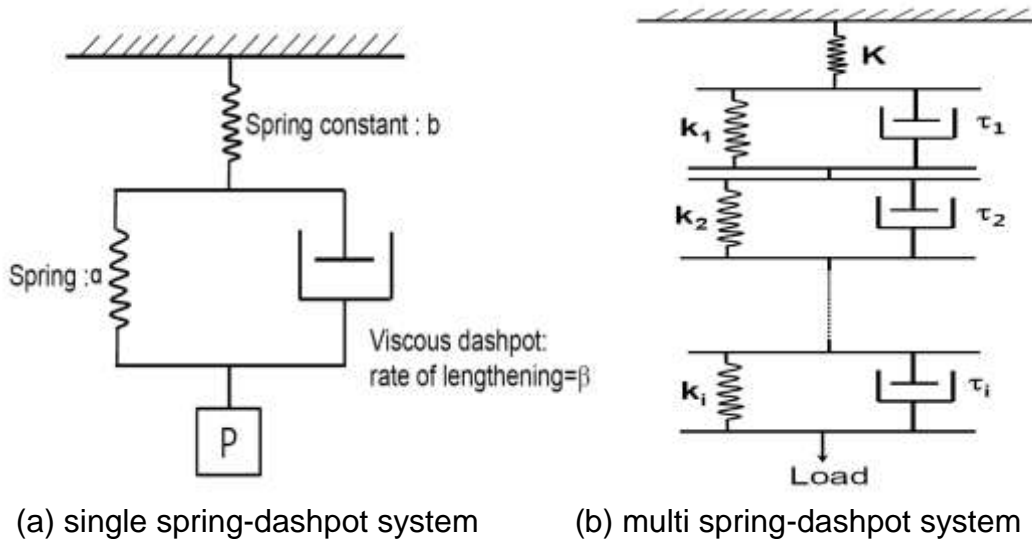 Spring constant : b
Spring :a
Viscous dashpot:
rate of lengthening=β
P
(a) single spring-dashpot system
K
k₁
τ₁
k₂
τ₂
kᵢ
τᵢ
Load
(b) multi spring-dashpot system